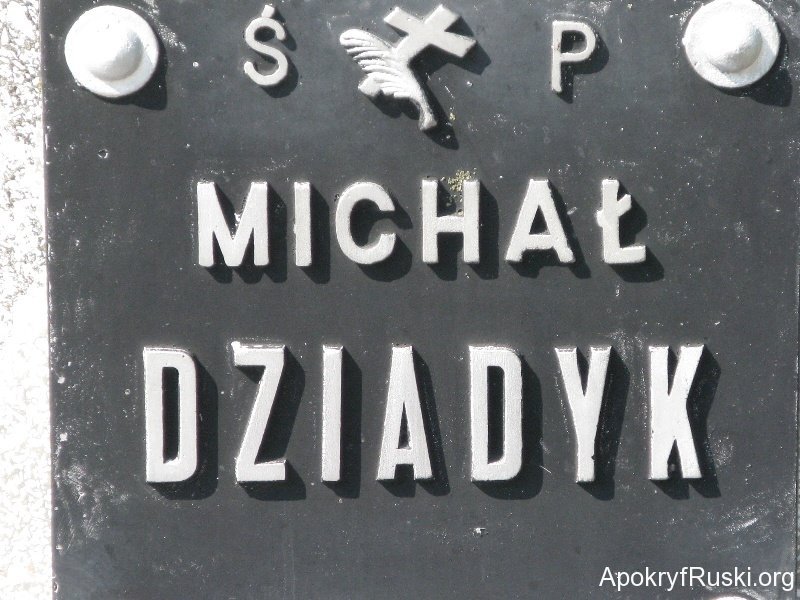 Ś P
MICHAŁ
DZIADYK
ApokryfRuski.org